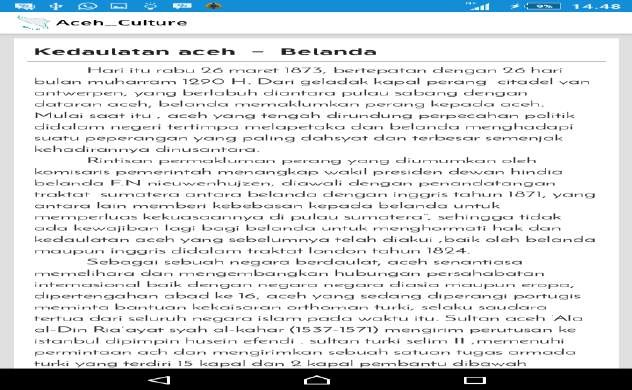 9%
14.48
Aceh_Culture
Kedaulatan aceh – Belanda
Hari itu rabu 26 maret 1873, bertepatan dengan 26 hari
bulan muharram 1290 H. Dari geladak kapal perang citadel van
antwerpen, yang berlabuh diantara pulau sabang dengan
dataran aceh, belanda memaklumkan perang kepada aceh.
Mulai saat itu , aceh yang tengah dirundung perpecahan politik
didalam negeri tertimpa melapetaka dan belanda menghadapi
suatu peperangan yang paling dahsyat dan terbesar semenjak
kehadirannya dinusantara.
Rintisan permakluman perang yang diumumkan oleh
komisaris pemerintah menangkap wakil presiden dewan hindia
belanda F.N nieuwenhujzen, diawali dengan penandatangan
traktat sumatera antara belanda dengan inggris tahun 1871, yang
antara lain memberi kebebasan kepada belanda untuk
memperluas kekuasaannya di pulau sumatera", sehingga tidak
ada kewajiban lagi bagi belanda untuk menghormati hak dan
kedaulatan aceh yang sebelumnya telah diakui ,baik oleh belanda
maupun inggris didalam traktat london tahun 1824.
Sebagai sebuah negara berdaulat, aceh senantiasa
memelihara dan mengembangkan hubungan persahabatan
internasional baik dengan negara negara diasia maupun eropa,
dipertengahan abad ke 16, aceh yang sedang diperangi portugis
meminta bantuan kekaisaran orthoman turki, selaku saudara
tertua dari seluruh negara islam pada waktu itu. Sultan aceh 'Ala
al-Din Ria'ayat syah al-kahar (1537-1571) mengirim perutusan ke
istanbul dipimpin husein efendi . sultan turki selim II ,memenuhi
permintaan ach dan mengirimkan sebuah satuan tugas armada
turki yang terdiri 15 kapal dan 2 kapal pembantu dibawah